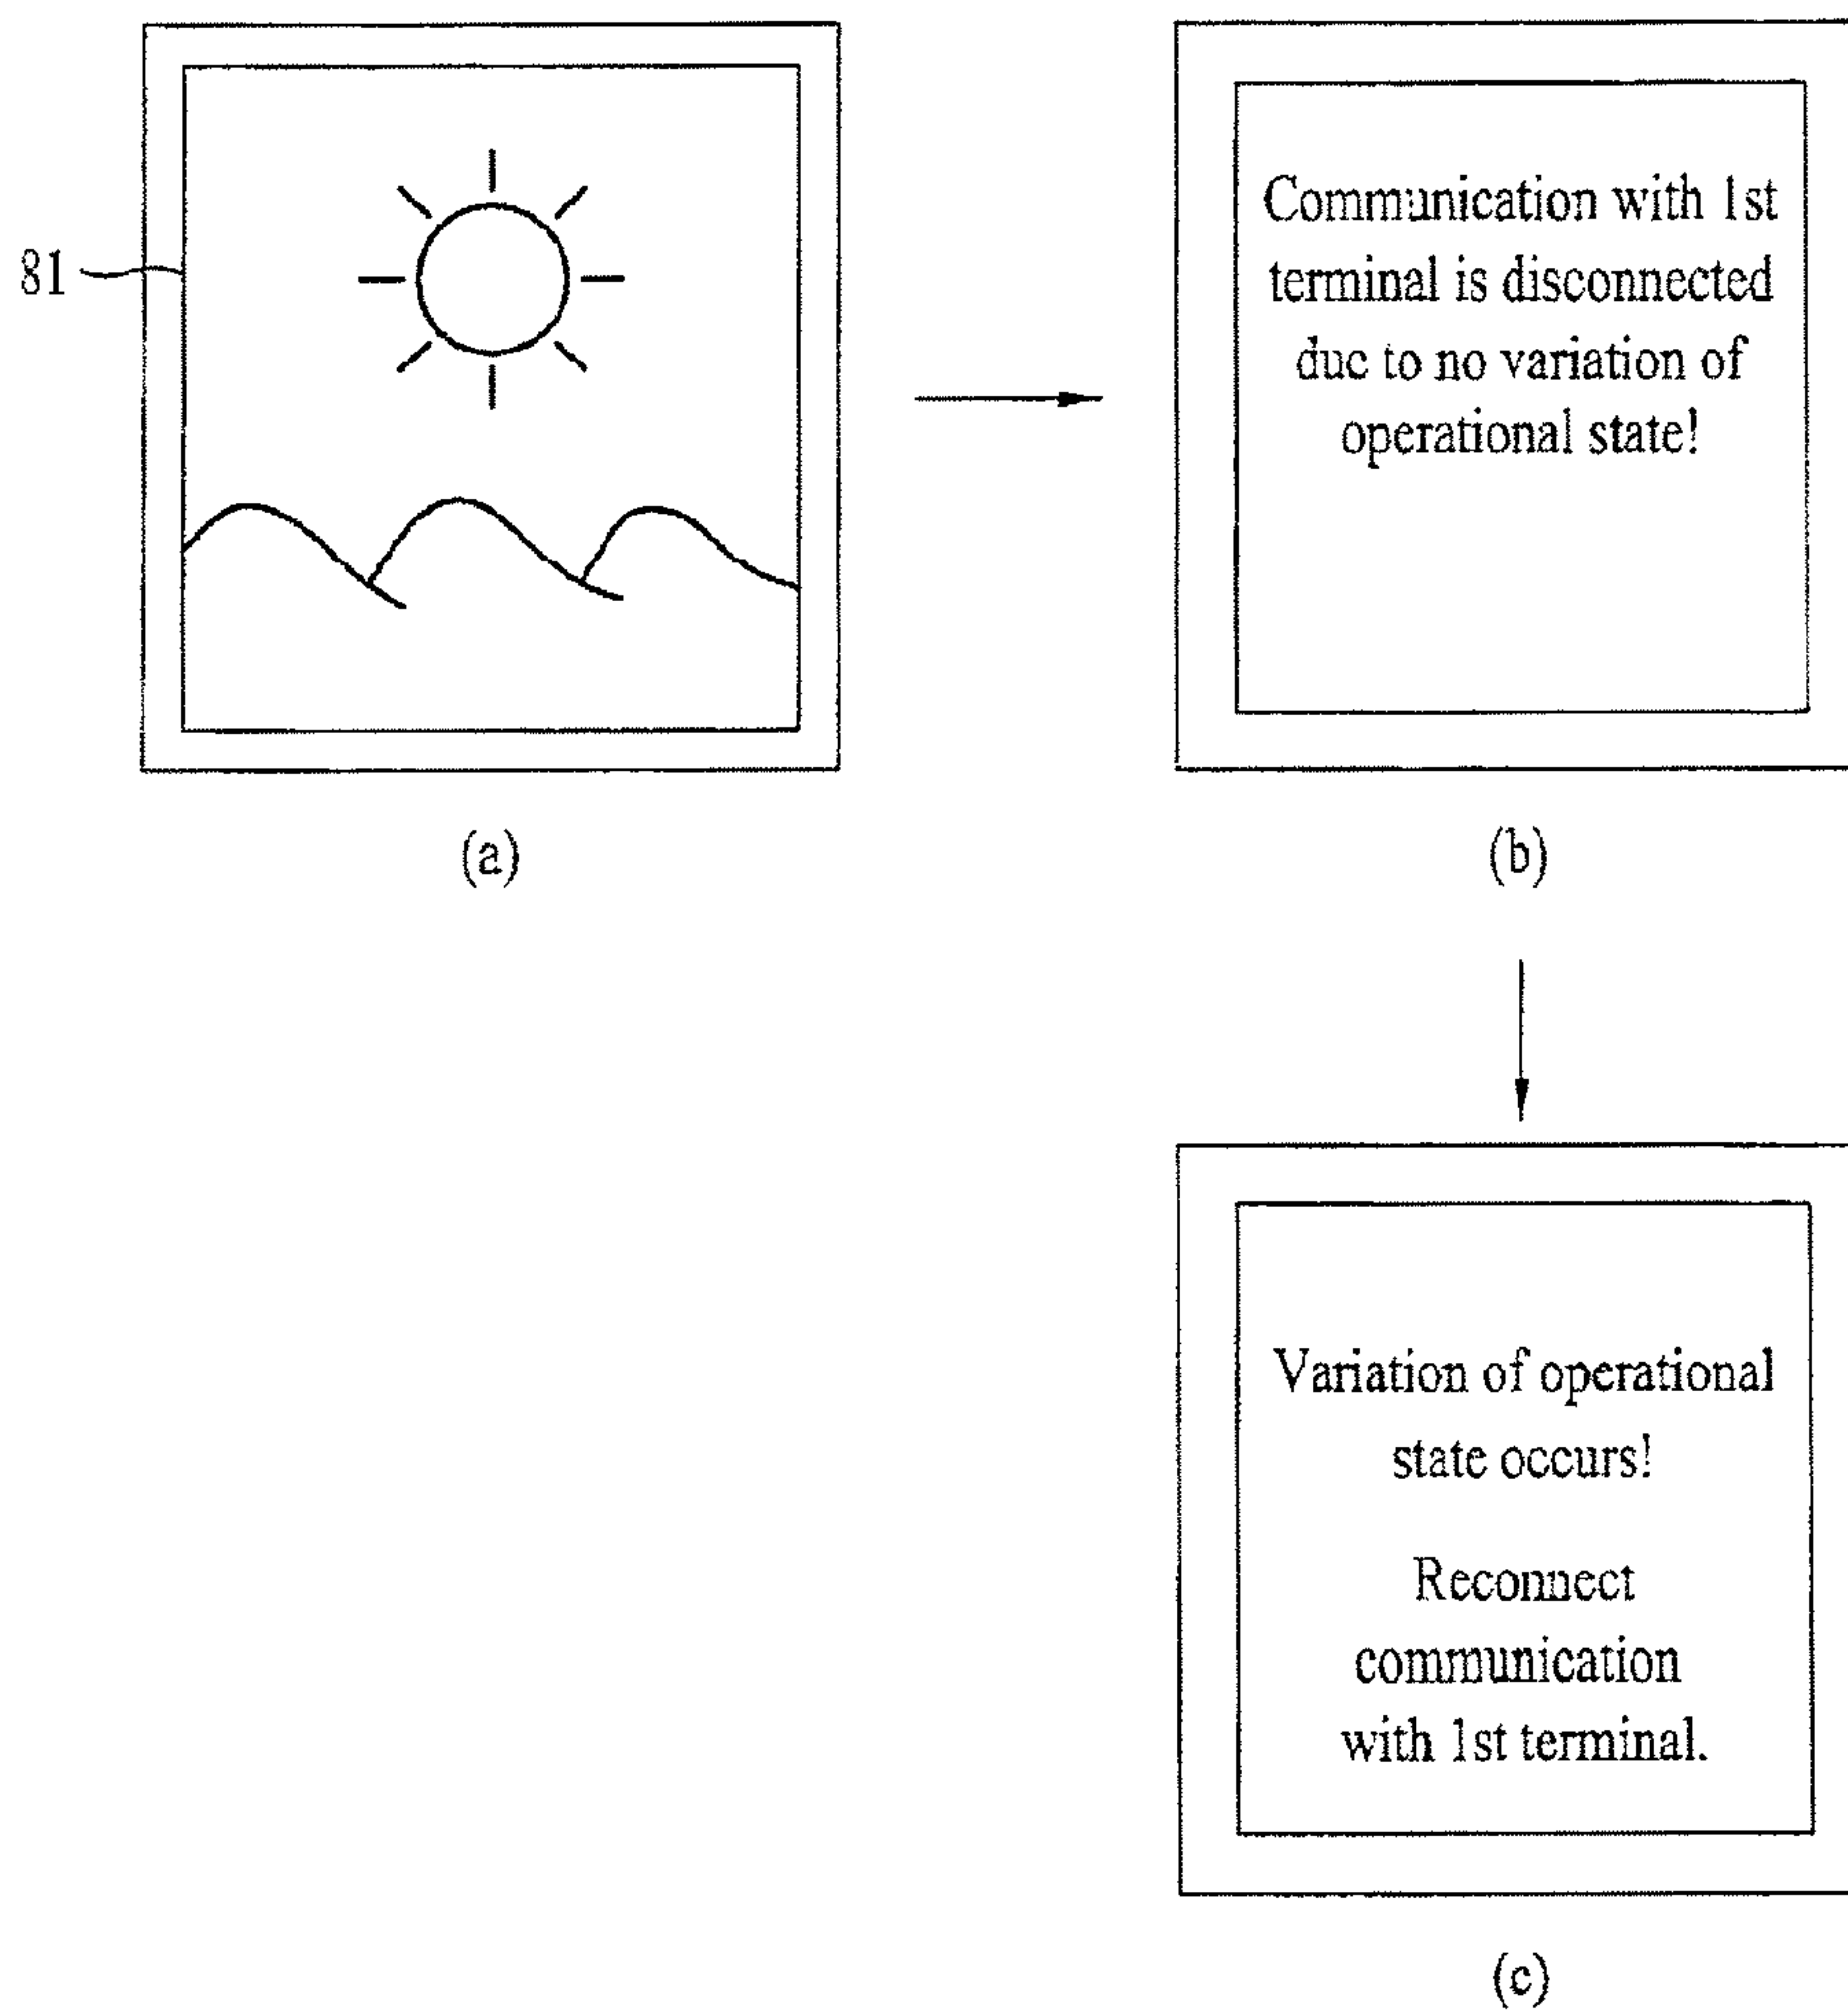 81
Communication with 1st
terminal is disconnected
due to no variation of
operational state!
(a)
(b)
Variation of operational
state occurs!
Reconnect
communication
with 1st terminal.
(c)